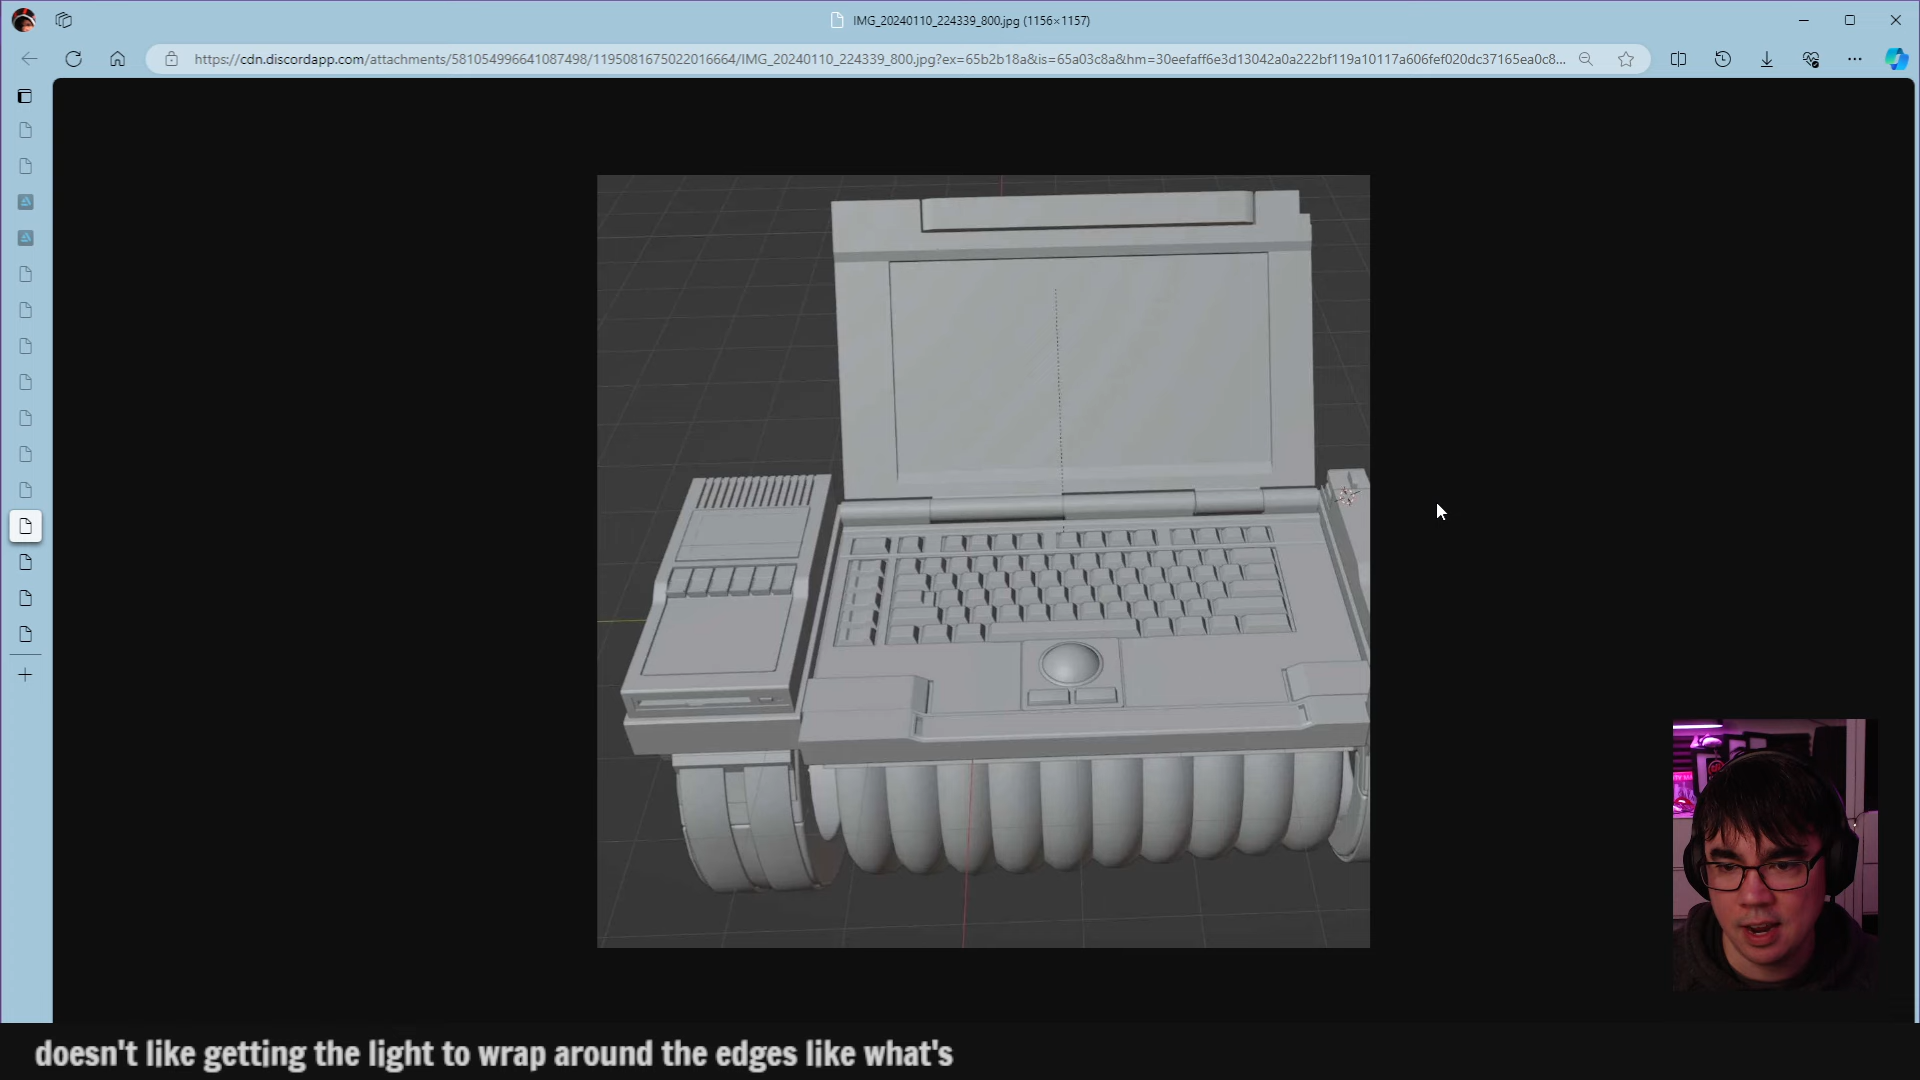 IMG_20240110_224339_800.jpg (1156×1157)
https://cdn.discordapp.com/attachments/581054996641087498/1195081675022016664/IMG_20240110_224339_800.jpg?ex=65b2b18a&is=65a03c8a&hm=30eefaff6e3d13042a0a222bf119a10117a606fef020dc37165ea0c8...
doesn't like getting the light to wrap around the edges like what's